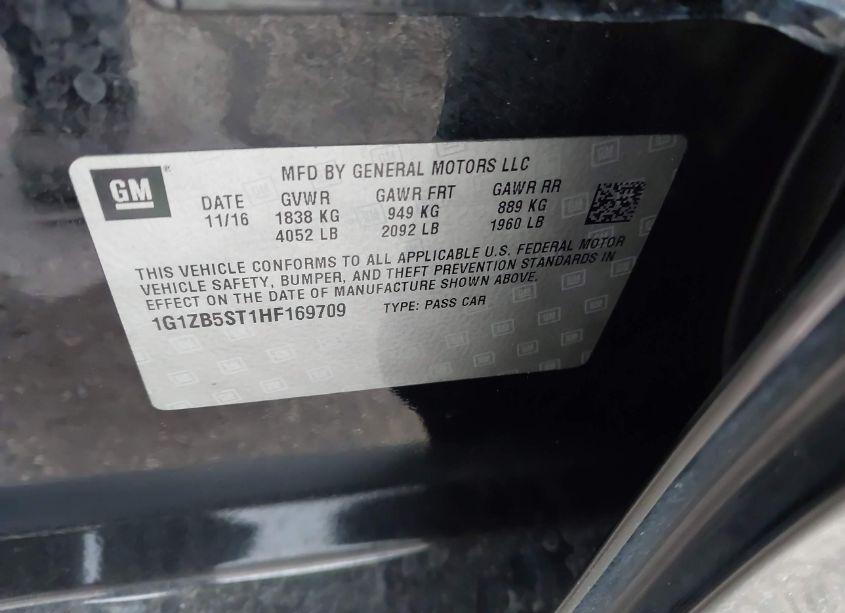 GM
MFD BY GENERAL MOTORS LLC
DATE GVWR GAWR FRT GAWR RR
11/16 1838 KG 949 KG 889 KG
4052 LB 2092 LB 1960 LB
THIS VEHICLE CONFORMS TO ALL APPLICABLE U.S. FEDERAL MOTOR
VEHICLE SAFETY, BUMPER, AND THEFT PREVENTION STANDARDS IN
EFFECT ON THE DATE OF MANUFACTURE SHOWN ABOVE.
1G1ZB5ST1HF169709 TYPE: PASS CAR